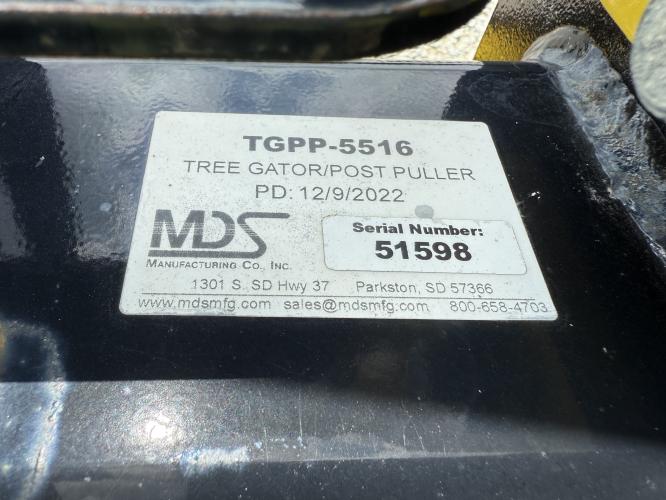 TGPP-5516
TREE GATOR/POST PULLER
PD: 12/9/2022
MDS
MANUFACTURING CO., INC.
Serial Number:
51598
1301 S. SD Hwy 37 Parkston, SD 57366
www.mdsmfg.com sales@mdsmfg.com 800-658-4703